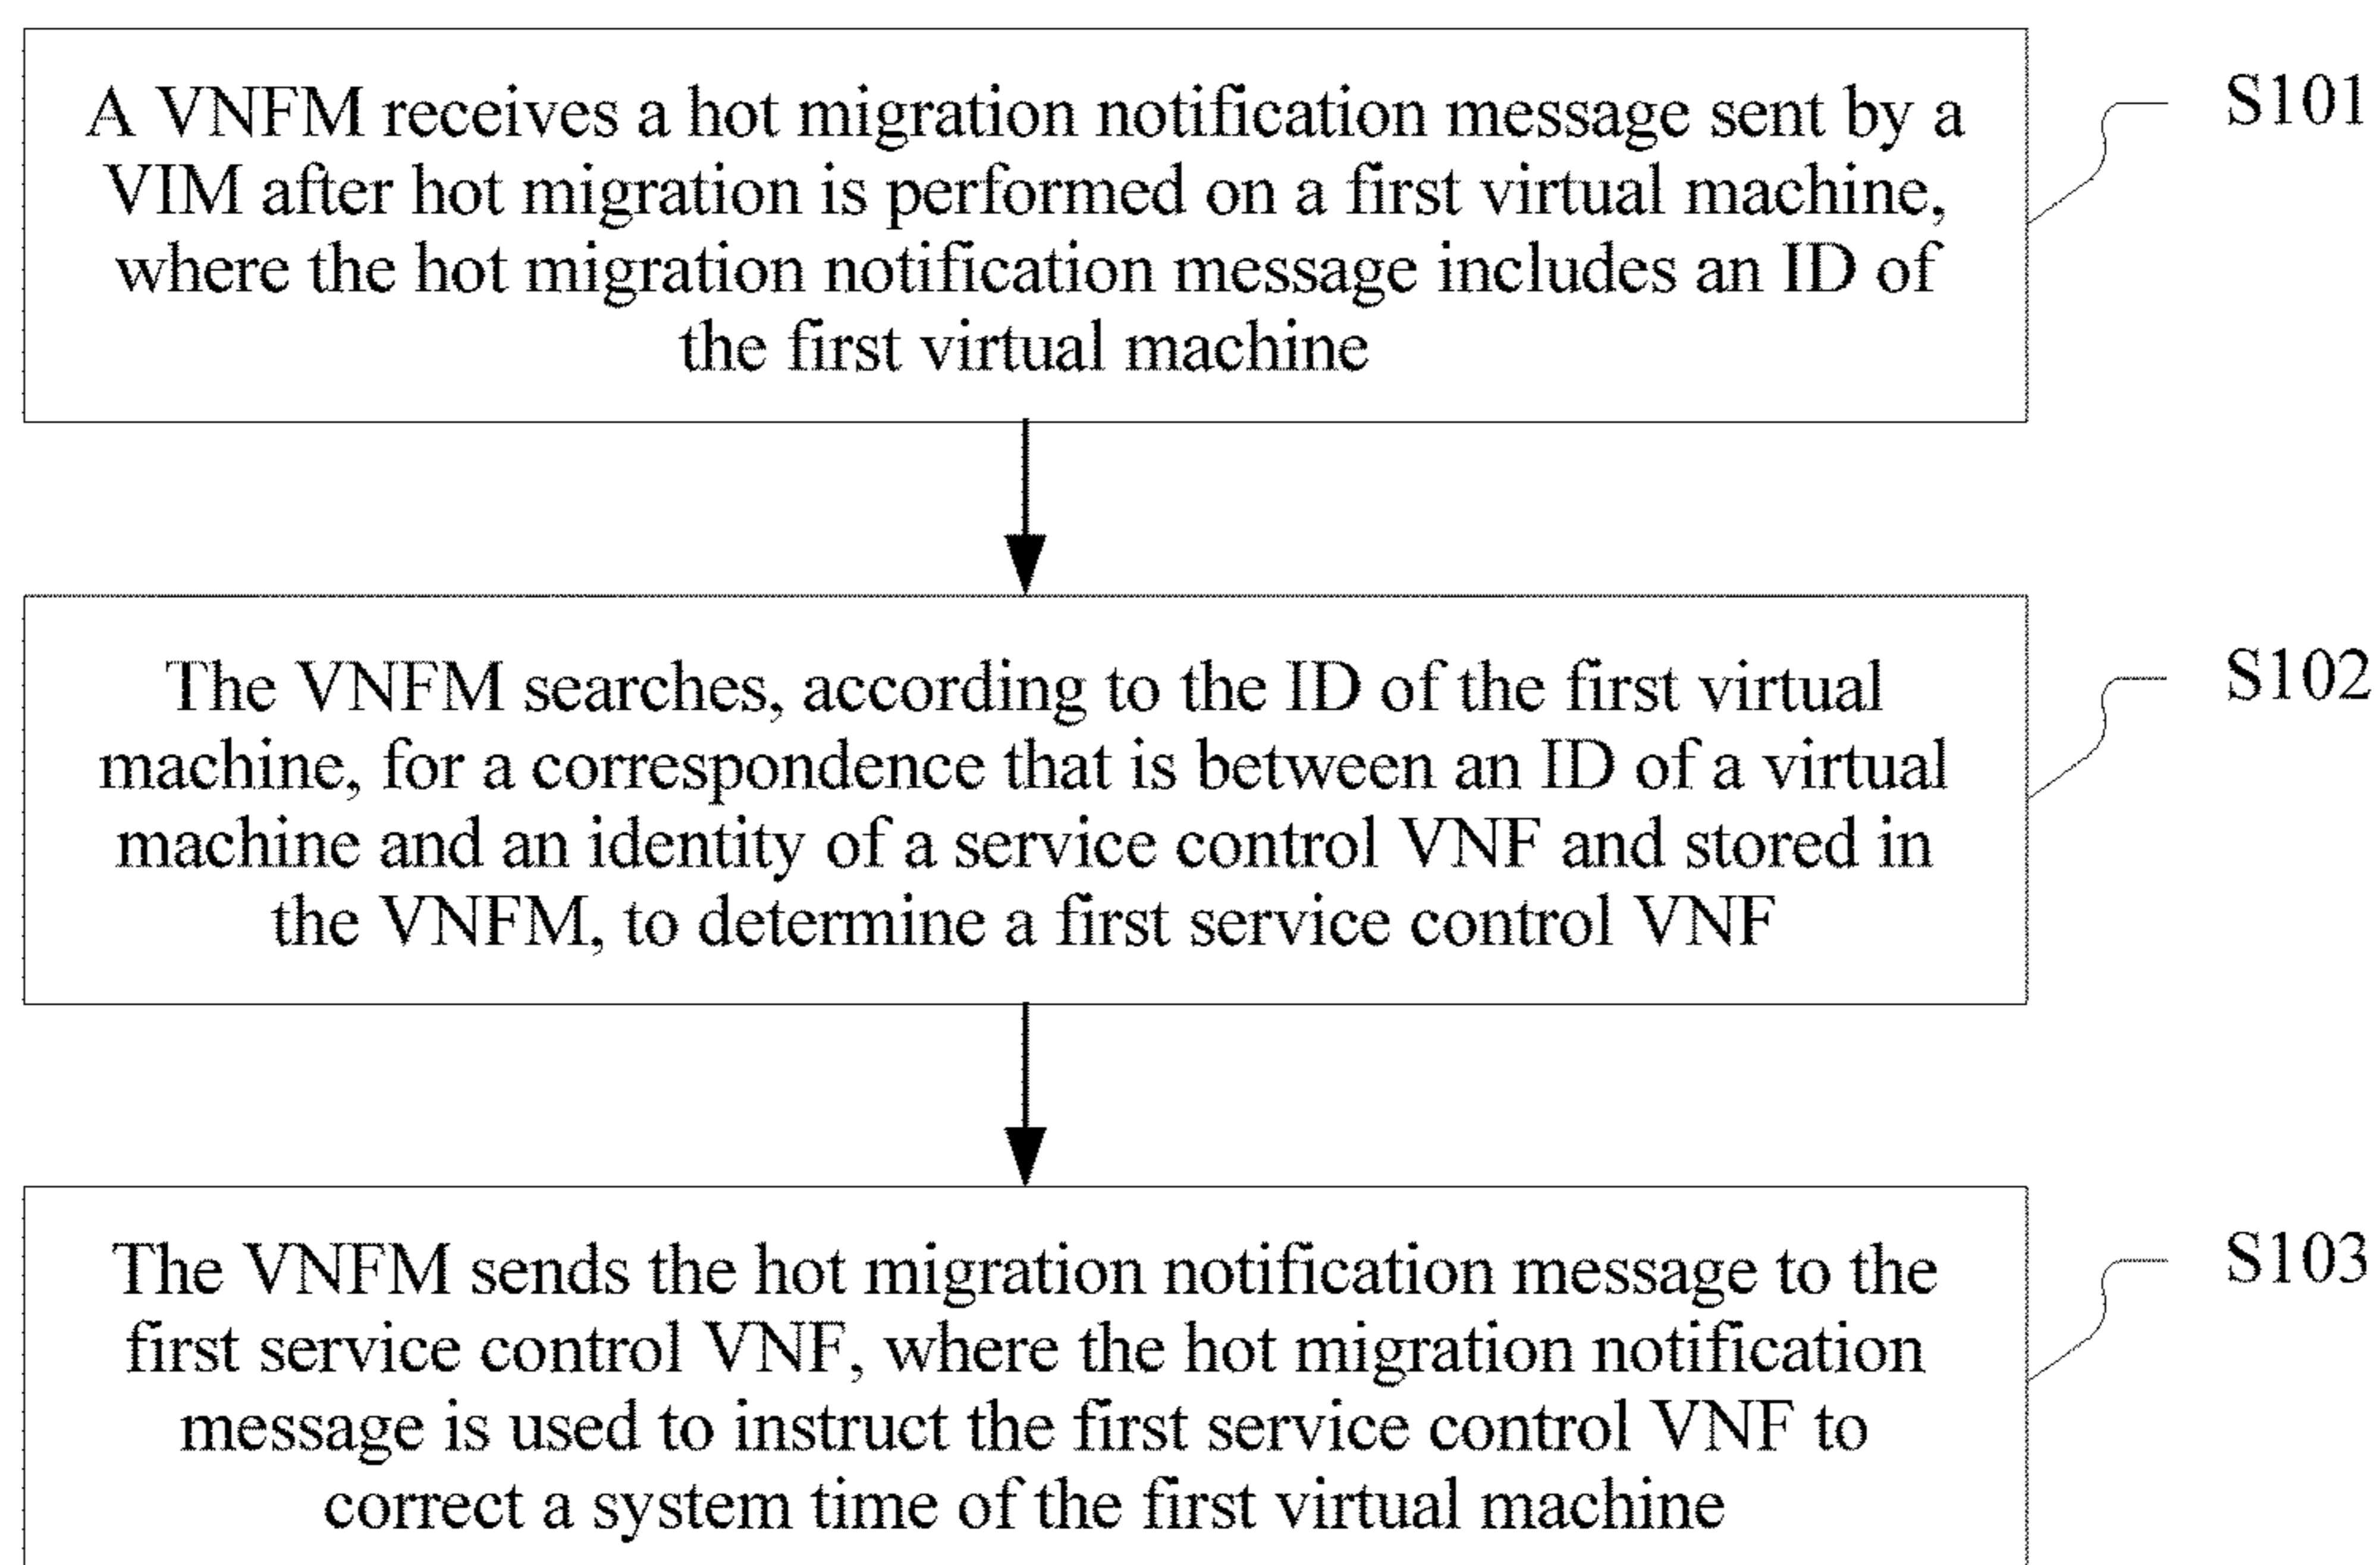 A VNFM receives a hot migration notification message sent by a
VIM after hot migration is performed on a first virtual machine,
where the hot migration notification message includes an ID of
the first virtual machine
S101
The VNFM searches, according to the ID of the first virtual
machine, for a correspondence that is between an ID of a virtual
machine and an identity of a service control VNF and stored in
the VNFM, to determine a first service control VNF
S102
The VNFM sends the hot migration notification message to the
first service control VNF, where the hot migration notification
message is used to instruct the first service control VNF to
correct a system time of the first virtual machine
S103